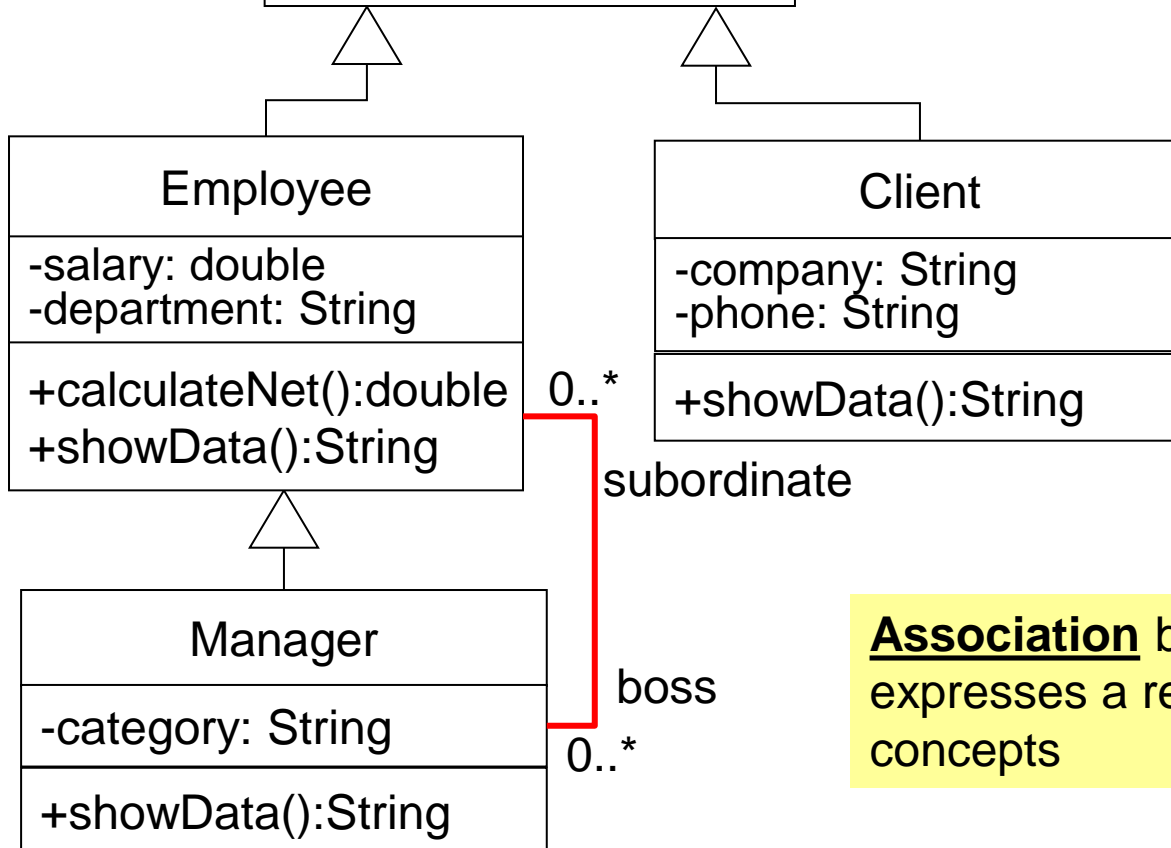 Employee
-salary: double
-department: String
+calculateNet():double
+showData():String
Client
-company: String
-phone: String
+showData():String
0..*
subordinate
Manager
-category: String
+showData():String
boss
0..*
Association
expresses a
concepts